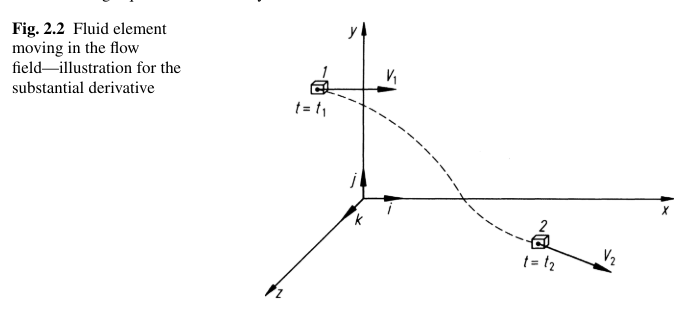 Fig. 2.2 Fluid element
moving in the flow
field—illustration for the
substantial derivative
y
1
V₁
t = t₁
j
i
k
x
2
V₂
t = t₂
z